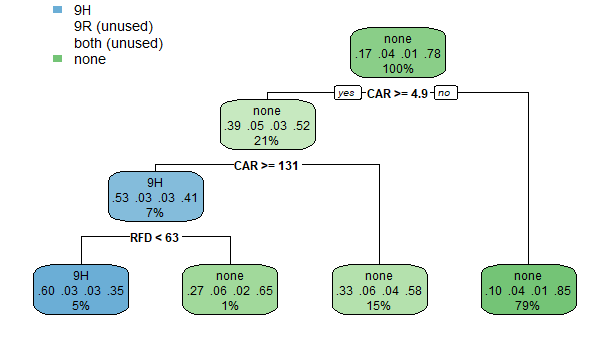 9H
9R (unused)
both (unused)
none
none
.17 .04 .01 .78
100%
yes CAR >= 4.9 no
none
.39 .05 .03 .52
21%
CAR >= 131
9H
.53 .03 .03 .41
7%
RFD < 63
9H
.60 .03 .03 .35
5%
none
.27 .06 .02 .65
1%
none
.33 .06 .04 .58
15%
none
.10 .04 .01 .85
79%